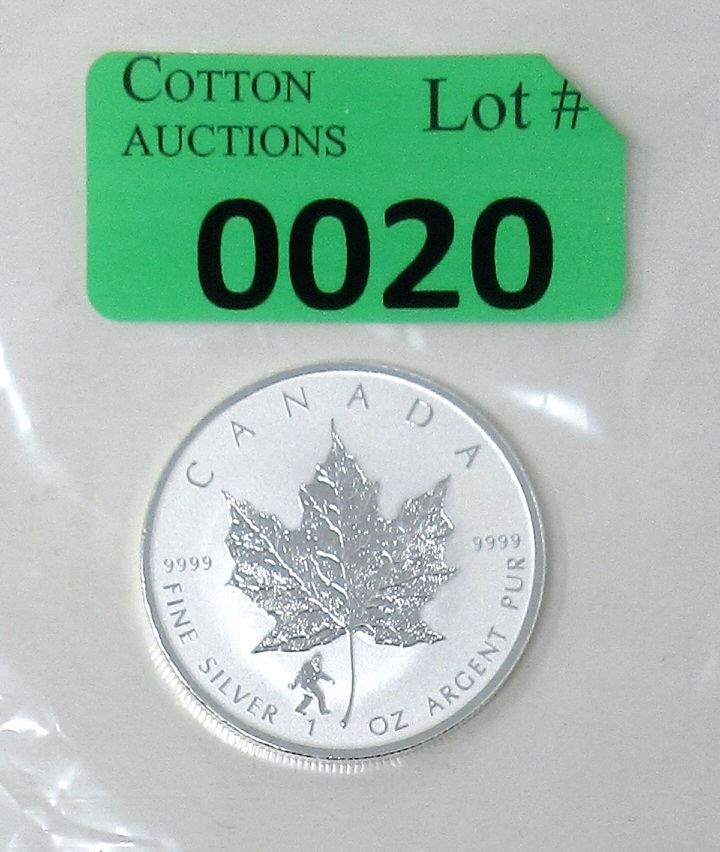 COTTON
AUCTIONS
Lot #
0020
CANADA
9999
9999
FINE SILVER 1 OZ ARGENT PUR